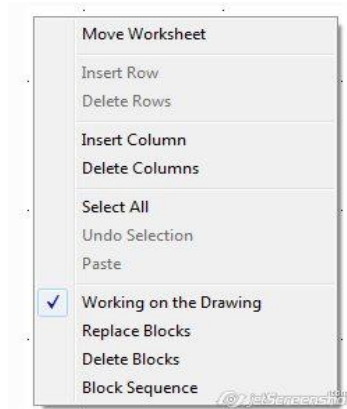 Move Worksheet
Insert Row
Delete Rows
Insert Column
Delete Columns
Select All
Undo Selection
Paste
Working on the Drawing
Replace Blocks
Delete Blocks
Block Sequence